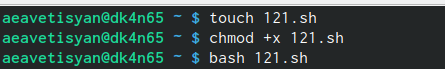 aeavetisyan@dk4n65 ~ $ touch 121.sh
aeavetisyan@dk4n65 ~ $ chmod +x 121.sh
aeavetisyan@dk4n65 ~ $ bash 121.sh